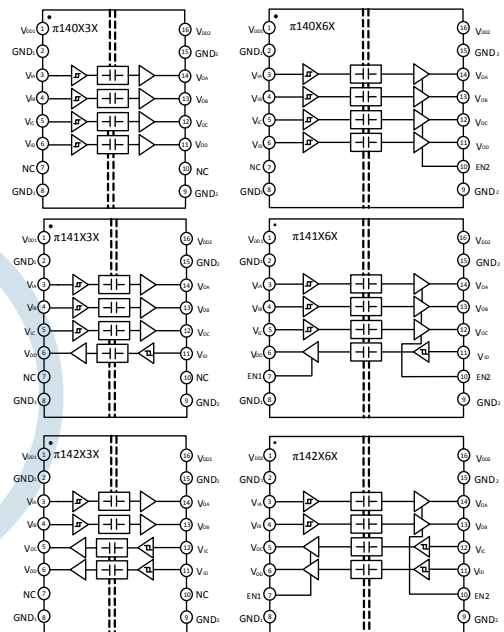 π140X3X
VDD1 1 16 VDD2
GND1 2 15 GND2
VIA 3 14 VOA
VIB 4 13 VOB
VIC 5 12 VOC
VID 6 11 VOD
NC 7 10 NC
GND1 8 9 GND2
π140X6X
VDD1 1 16 VDD2
GND1 2 15 GND2
VIA 3 14 VOA
VIB 4 13 VOB
VIC 5 12 VOC
VID 6 11 VOD
NC 7 10 EN2
GND1 8 9 GND2
π141X3X
VDD1 1 16 VDD2
GND1 2 15 GND2
VIA 3 14 VOA
VIB 4 13 VOB
VIC 5 12 VOC
VOD 6 11 VID
NC 7 10 NC
GND1 8 9 GND2
π141X6X
VDD1 1 16 VDD2
GND1 2 15 GND2
VIA 3 14 VOA
VIB 4 13 VOB
VIC 5 12 VOC
VOD 6 11 VID
EN1 7 10 EN2
GND1 8 9 GND2
π142X3X
VDD1 1 16 VDD2
GND1 2 15 GND2
VIA 3 14 VOA
VIB 4 13 VOB
VOC 5 12 VIC
VOD 6 11 VID
NC 7 10 NC
GND1 8 9 GND2
π142X6X
VDD1 1 16 VDD2
GND1 2 15 GND2
VIA 3 14 VOA
VIB 4 13 VOB
VOC 5 12 VIC
VOD 6 11 VID
EN1 7 10 EN2
GND1 8 9 GND2